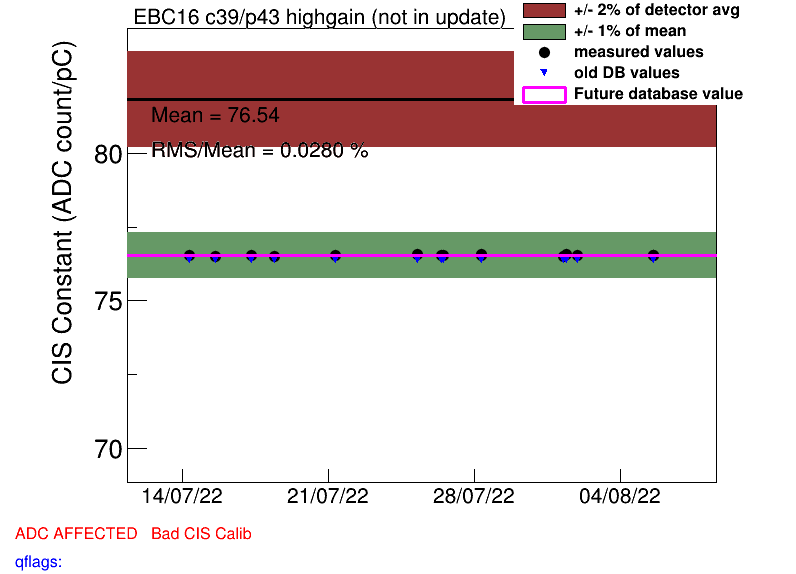 EBC16 c39/p43 highgain (not in update)
+/- 2% of detector avg
+/- 1% of mean
measured values
old DB values
Future database value
Mean = 76.54
RMS/Mean = 0.0280 %
CIS Constant (ADC count/pC)
80
75
70
14/07/22 21/07/22 28/07/22 04/08/22
ADC AFFECTED Bad CIS Calib
qflags: